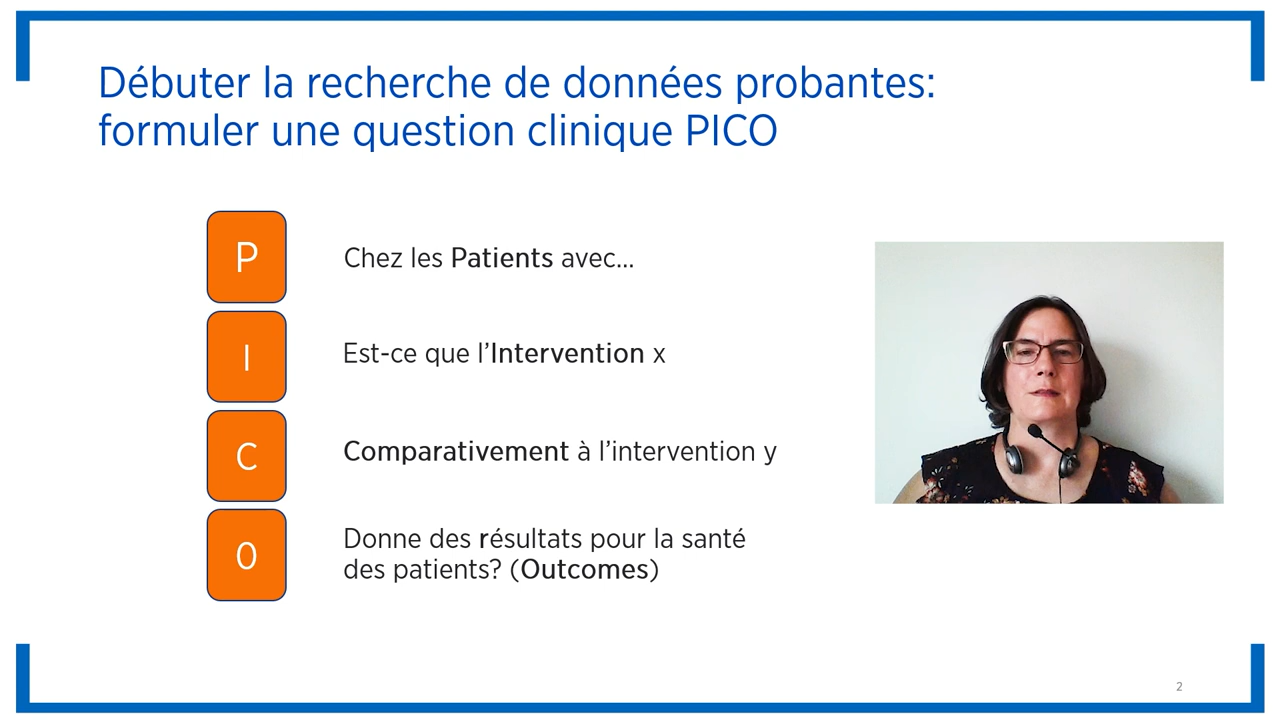 Débuter la recherche de données probantes:
formuler une question clinique PICO
P
Chez les Patients avec...
I
Est-ce que l’Intervention x
C
Comparativement à l’intervention y
O
Donne des résultats pour la santé
des patients? (Outcomes)
2